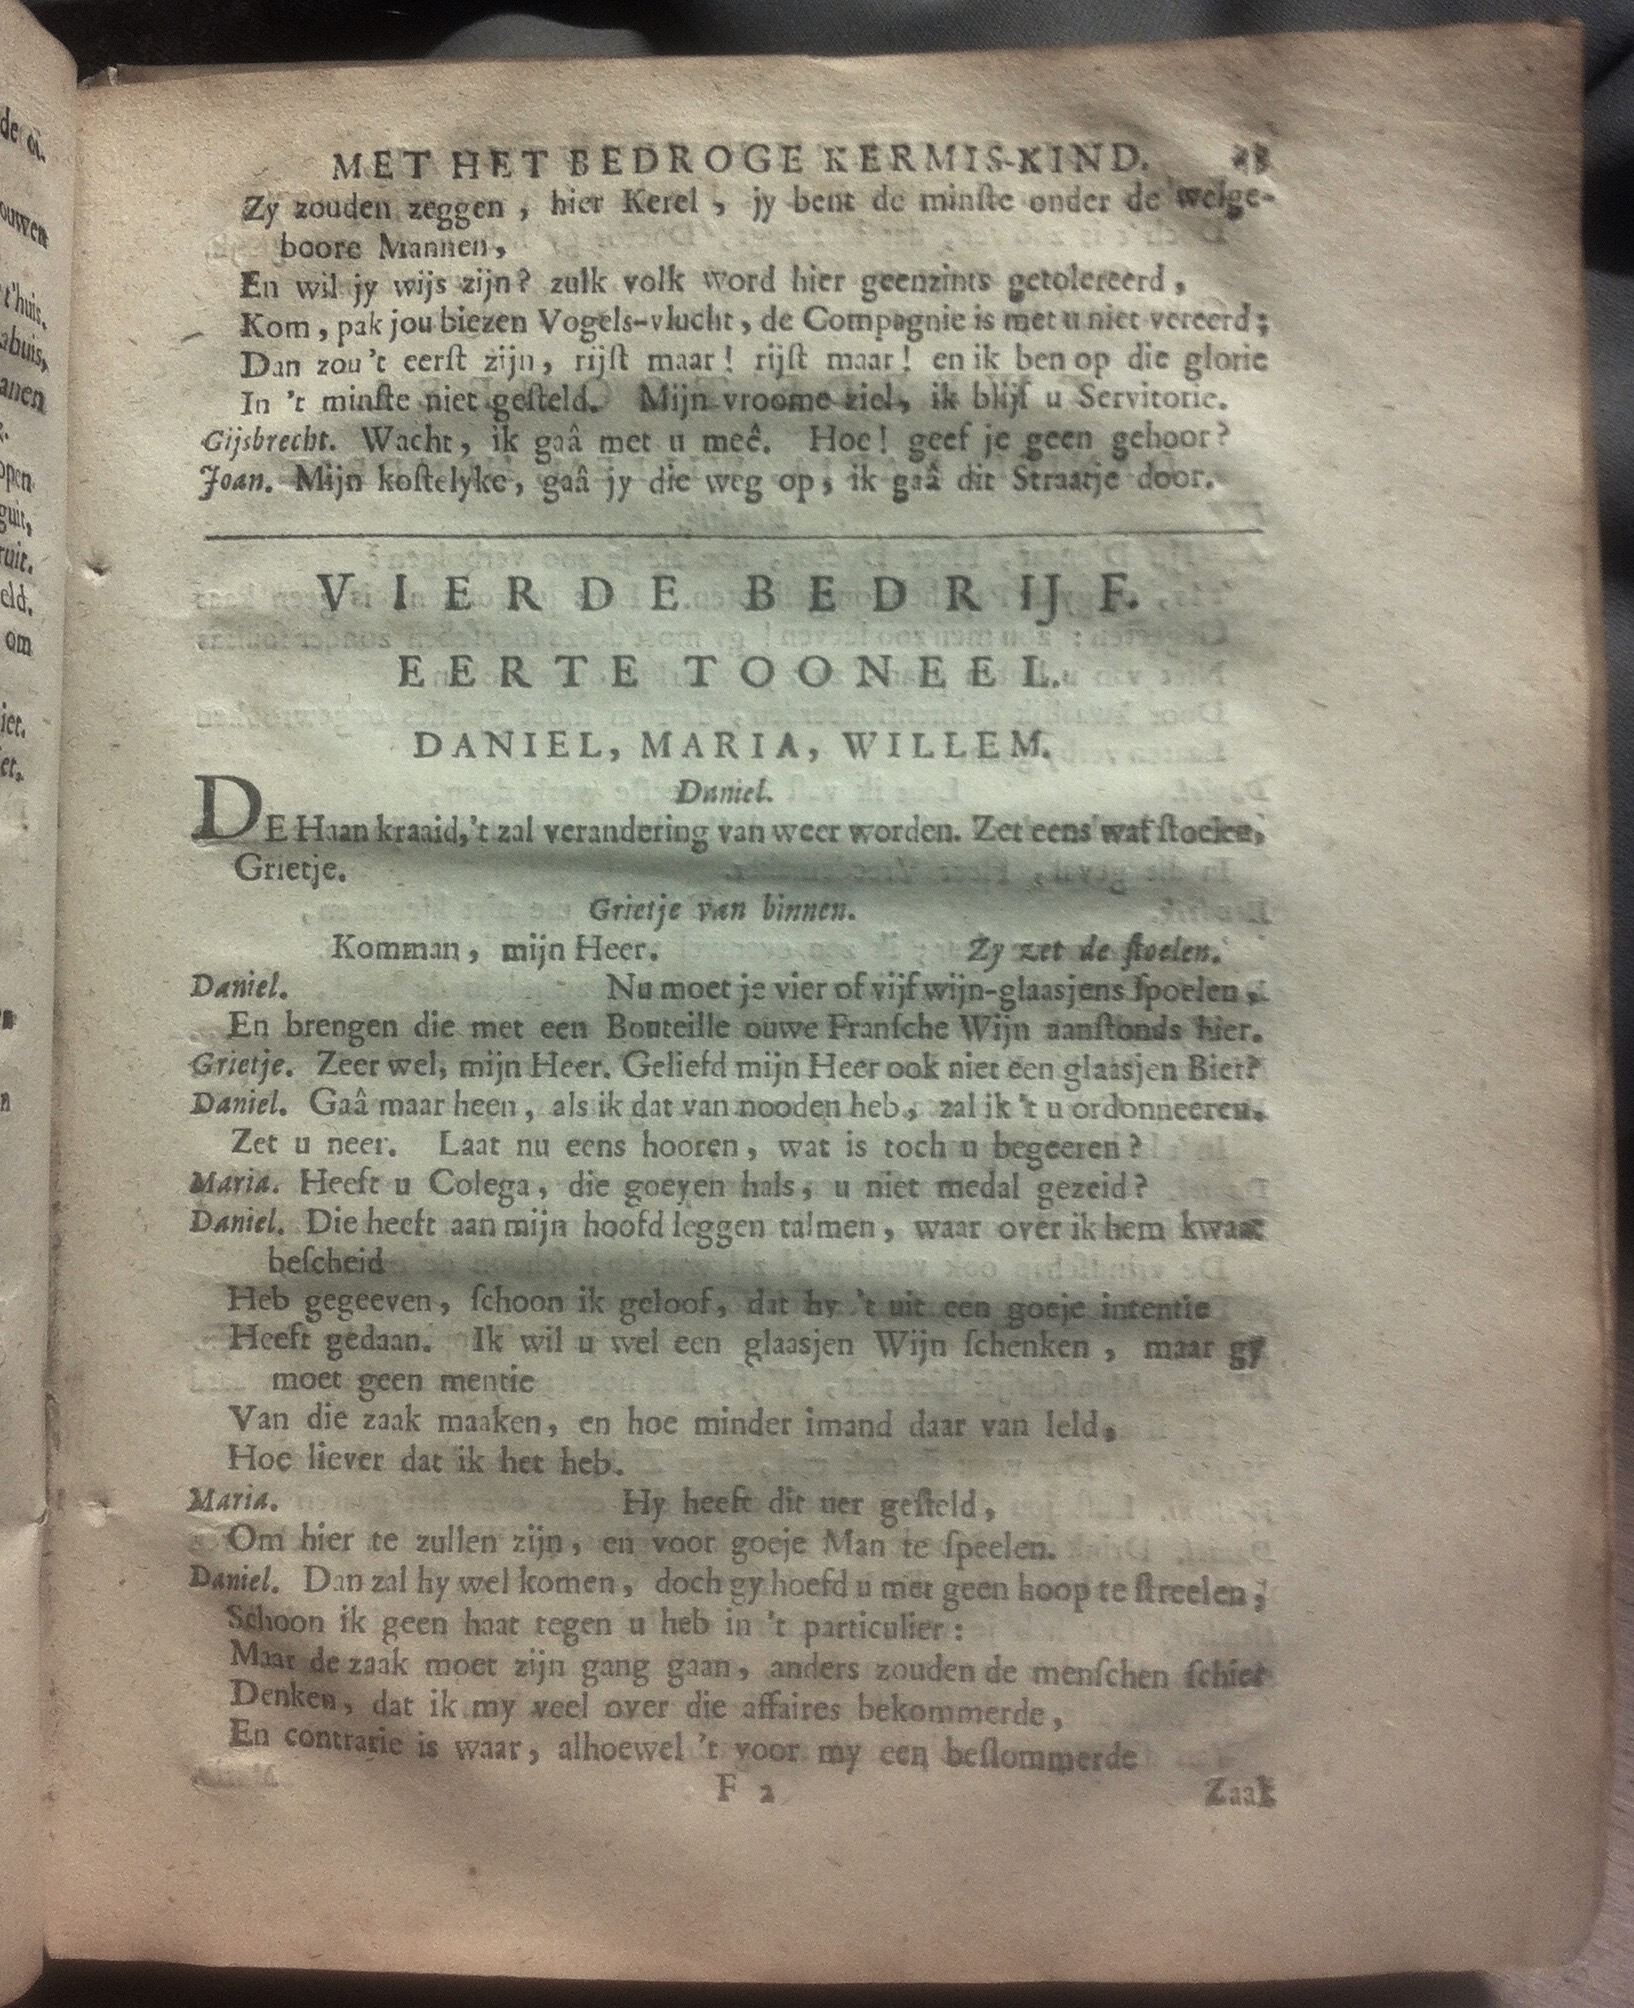 MET HET BEDROGE KERMIS-KIND.
Zy zouden zeggen, hier Kerel, jy bent de minſte onder de welge-
boore Mannen,
En wil jy wijs zijn? zulk volk word hier geenzints getolereerd,
Kom, pak jou biezen Vogels-vlucht, de Compagnie is met u niet vereerd;
Dan zou 't eerſt zijn, rijſt maar! rijſt maar! en ik ben op die glorie
In 't minſte niet geſteld. Mijn vroome ziel, ik blijf u Servitorie.
Gijsbrecht. Wacht, ik gaâ met u meê. Hoe! geef je geen gehoor?
Joan. Mijn koſtelyke, gaâ jy die weg op, ik gaâ dit Straatje door.
VIERDE BEDRIJF.
EERTE TOONEEL.
DANIEL, MARIA, WILLEM.
Daniel.
DE Haan kraaid, 't zal verandering van weer worden. Zet eens wat ſtoelen,
Grietje.
Grietje van binnen.
Komman, mijn Heer. Zy zet de ſtoelen.
Daniel. Nu moet je vier of vijf wijn-glaasjens ſpoelen,
En brengen die met een Bouteille ouwe Franſche Wijn aanſtonds hier.
Grietje. Zeer wel, mijn Heer. Geliefd mijn Heer ook niet een glaasjen Bier?
Daniel. Gaâ maar heen, als ik dat van nooden heb, zal ik 't u ordonneeren.
Zet u neer. Laat nu eens hooren, wat is toch u begeeren?
Maria. Heeft u Colega, die goeyen hals, u niet medal gezeid?
Daniel. Die heeft aan mijn hoofd leggen talmen, waar over ik hem kwaat
beſcheid
Heb gegeeven, ſchoon ik geloof, dat hy 't uit een goeje intentie
Heeft gedaan. Ik wil u wel een glaasjen Wijn ſchenken, maar gy
moet geen mentie
Van die zaak maaken, en hoe minder imand daar van leld,
Hoe liever dat ik het heb.
Maria. Hy heeft dit uer geſteld,
Om hier te zullen zijn, en voor goeje Man te ſpeelen.
Daniel. Dan zal hy wel komen, doch gy hoefd u met geen hoop te ſtreelen,
Schoon ik geen haat tegen u heb in 't particulier:
Maar de zaak moet zijn gang gaan, anders zouden de menſchen ſchier
Denken, dat ik my veel over die affaires bekommerde,
En contrarie is waar, alhoewel 't voor my een beſlommerde
F 2 Zaak